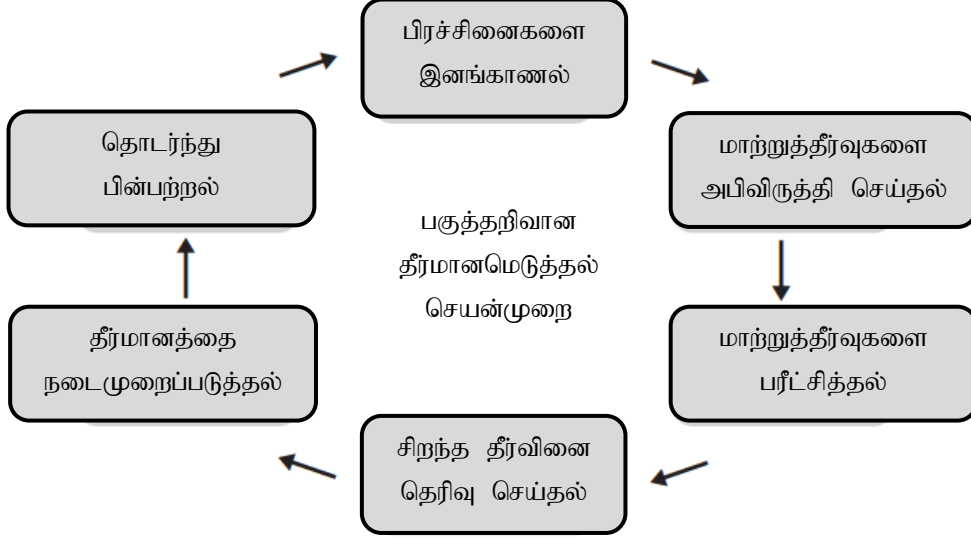 பிரச்சினைகளை
இனங்காணல்
மாற்றுத்தீர்வுகளை
அபிவிருத்தி செய்தல்
மாற்றுத்தீர்வுகளை
பரீட்சித்தல்
சிறந்த தீர்வினை
தெரிவு செய்தல்
தீர்மானத்தை
நடைமுறைப்படுத்தல்
தொடர்ந்து
பின்பற்றல்
பகுத்தறிவான
தீர்மானமெடுத்தல்
செயன்முறை